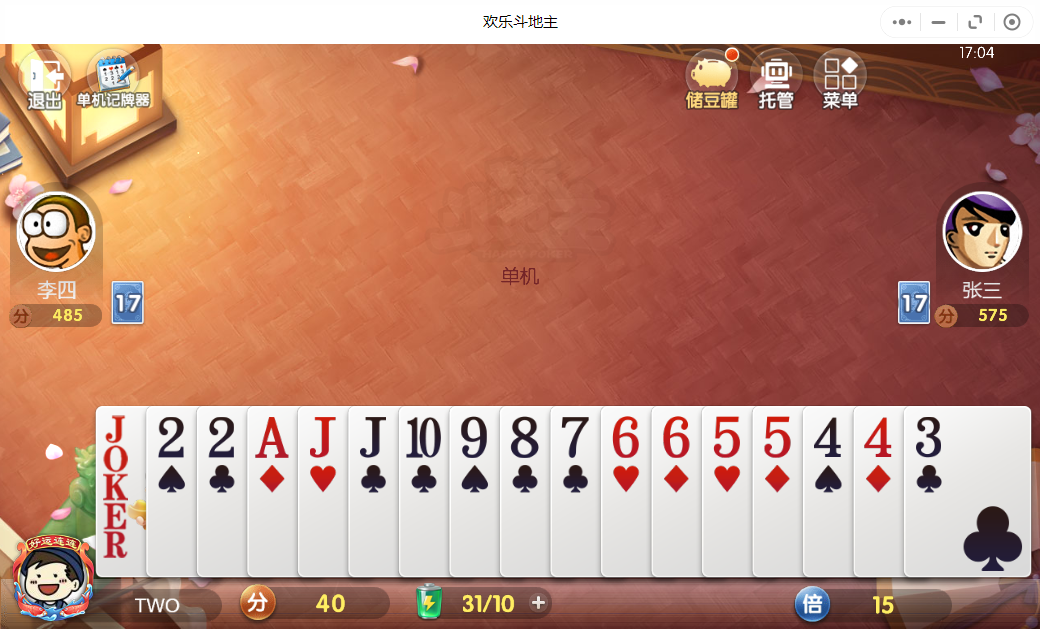 欢乐斗地主
17:04
退出
单机记牌器
储豆罐
托管
菜单
单机
李四
17
分 485
17
张三
分 575
JOKER
2
2
A
J
J
10
9
8
7
6
6
5
5
4
4
3
好运连连
TWO
分 40
31/10 +
倍 15